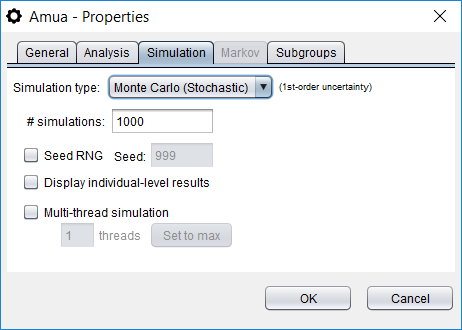 Amua - Properties
General Analysis Simulation Markov Subgroups
Simulation type: Monte Carlo (Stochastic) (1st-order uncertainty)
# simulations: 1000
Seed RNG Seed: 999
Display individual-level results
Multi-thread simulation
1 threads Set to max
OK Cancel